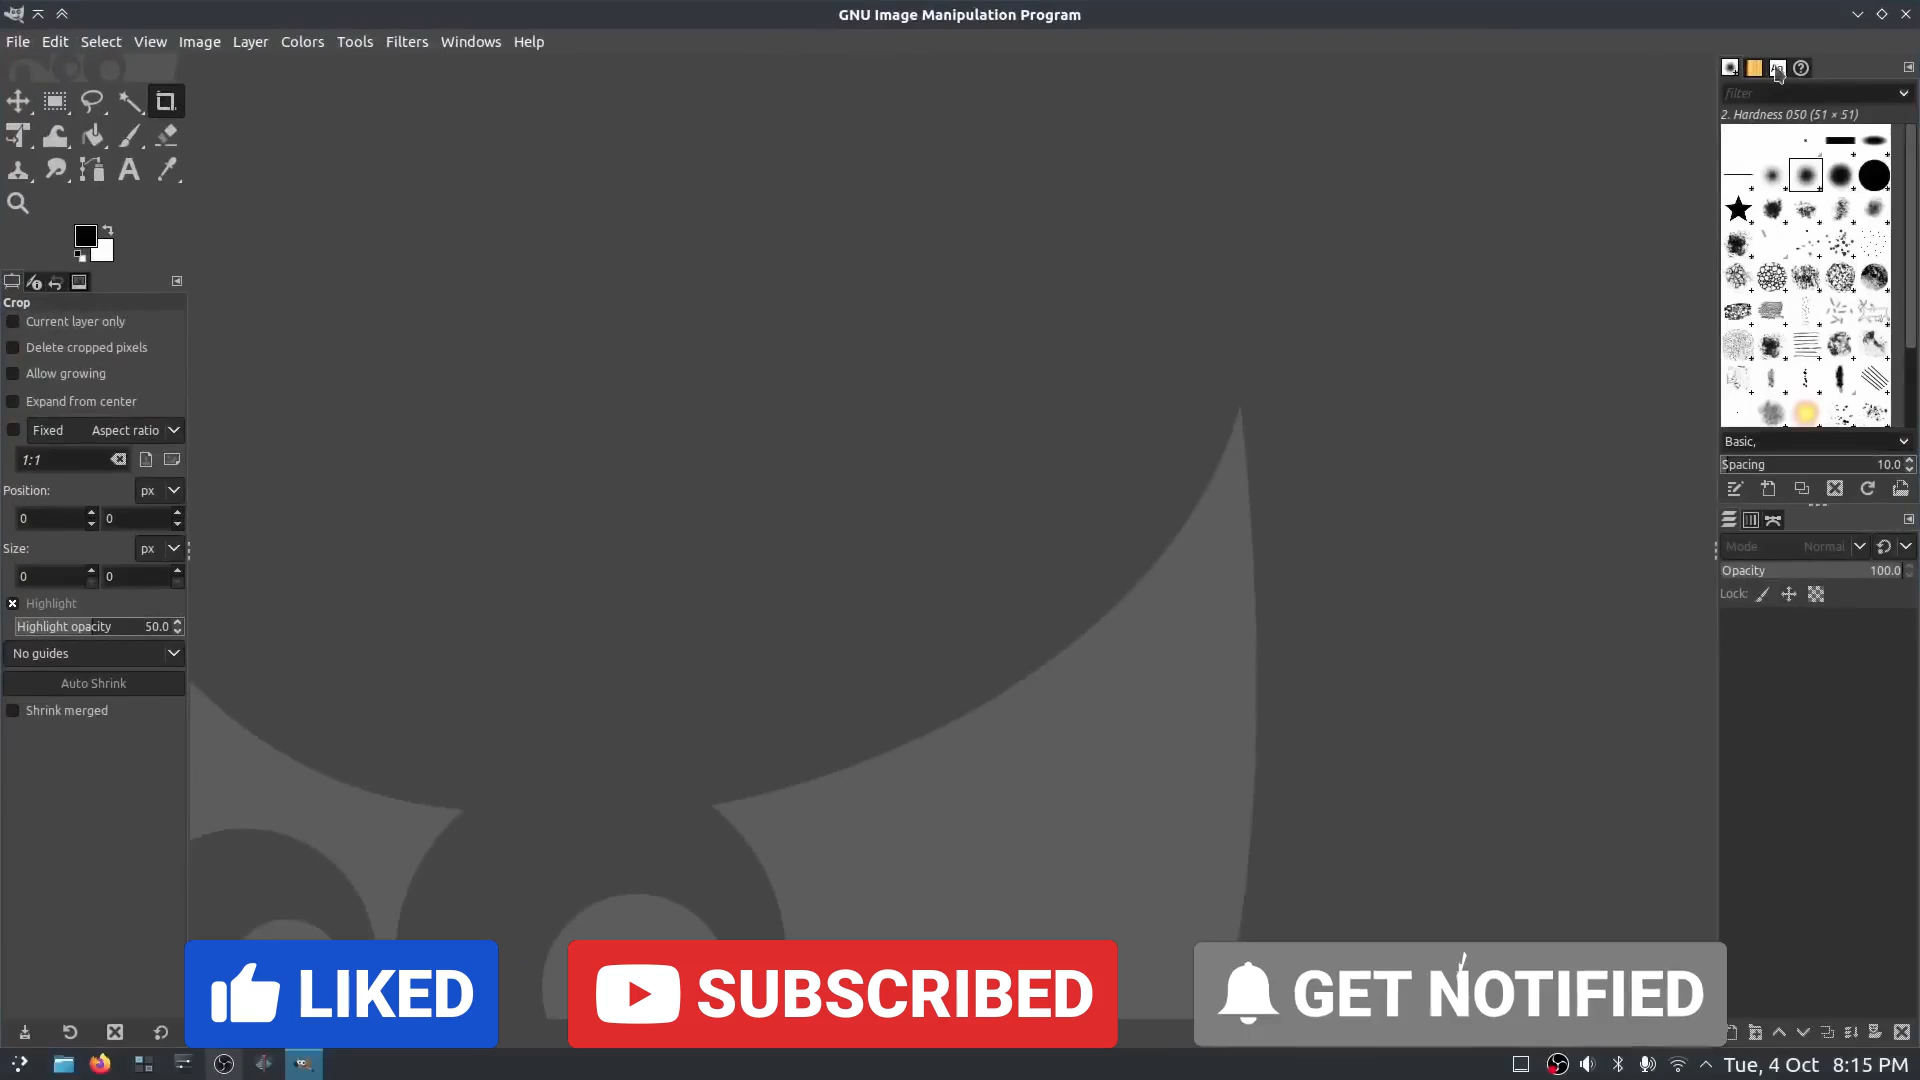 GNU Image Manipulation Program
File Edit Select View Image Layer Colors Tools Filters Windows Help
filter
2. Hardness 050 (51 × 51)
Crop
Current layer only
Delete cropped pixels
Allow growing
Expand from center
Fixed Aspect ratio
1:1
Position: px
0 0
Size: px
0 0
Highlight
Highlight opacity 50.0
No guides
Auto Shrink
Shrink merged
Basic,
Spacing 10.0
Mode Normal
Opacity 100.0
Lock:
LIKED
SUBSCRIBED
GET NOTIFIED
Tue, 4 Oct 8:15 PM